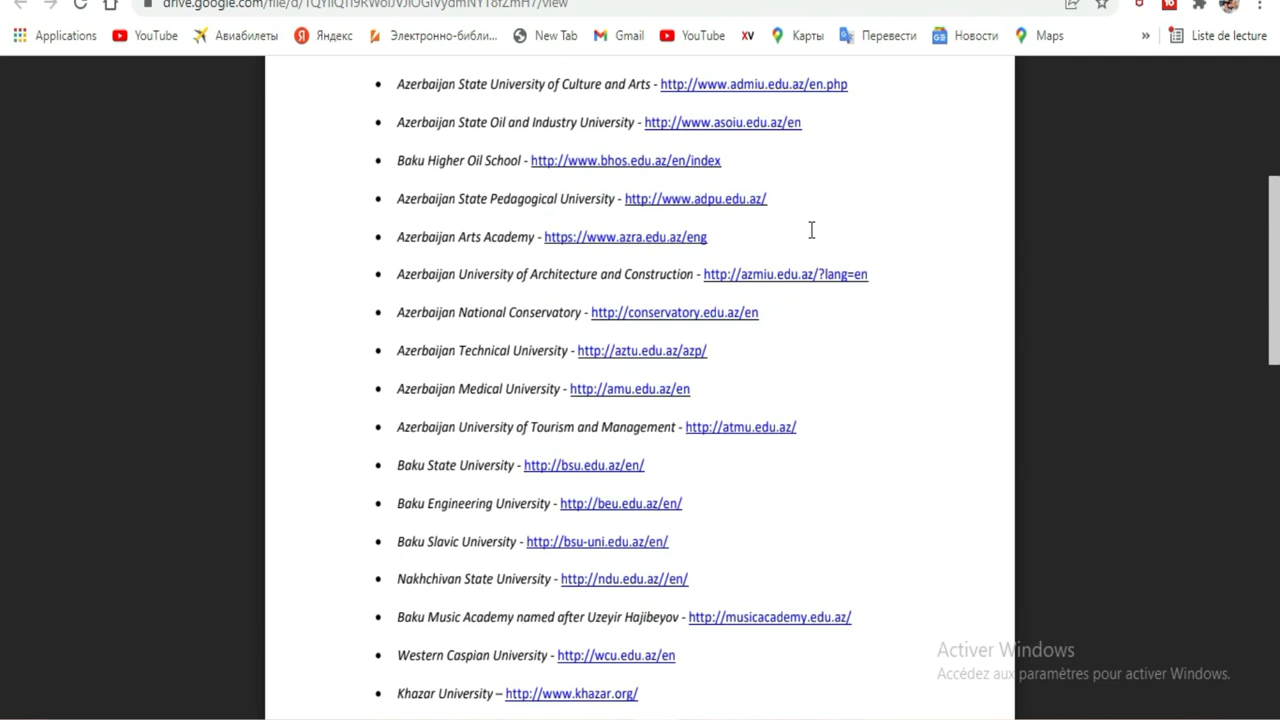 drive.google.com/file/d/
Applications YouTube Авиабилеты Яндекс Электронно-библи... New Tab Gmail YouTube XV Карты Перевести Новости Maps » Liste de lecture
• Azerbaijan State University of Culture and Arts - http://www.admiu.edu.az/en.php
• Azerbaijan State Oil and Industry University - http://www.asoiu.edu.az/en
• Baku Higher Oil School - http://www.bhos.edu.az/en/index
• Azerbaijan State Pedagogical University - http://www.adpu.edu.az/
• Azerbaijan Arts Academy - https://www.azra.edu.az/eng
• Azerbaijan University of Architecture and Construction - http://azmiu.edu.az/?lang=en
• Azerbaijan National Conservatory - http://conservatory.edu.az/en
• Azerbaijan Technical University - http://aztu.edu.az/azp/
• Azerbaijan Medical University - http://amu.edu.az/en
• Azerbaijan University of Tourism and Management - http://atmu.edu.az/
• Baku State University - http://bsu.edu.az/en/
• Baku Engineering University - http://beu.edu.az/en/
• Baku Slavic University - http://bsu-uni.edu.az/en/
• Nakhchivan State University - http://ndu.edu.az//en/
• Baku Music Academy named after Uzeyir Hajibeyov - http://musicacademy.edu.az/
• Western Caspian University - http://wcu.edu.az/en
• Khazar University – http://www.khazar.org/
Activer Windows
Accédez aux paramètres pour activer Windows.